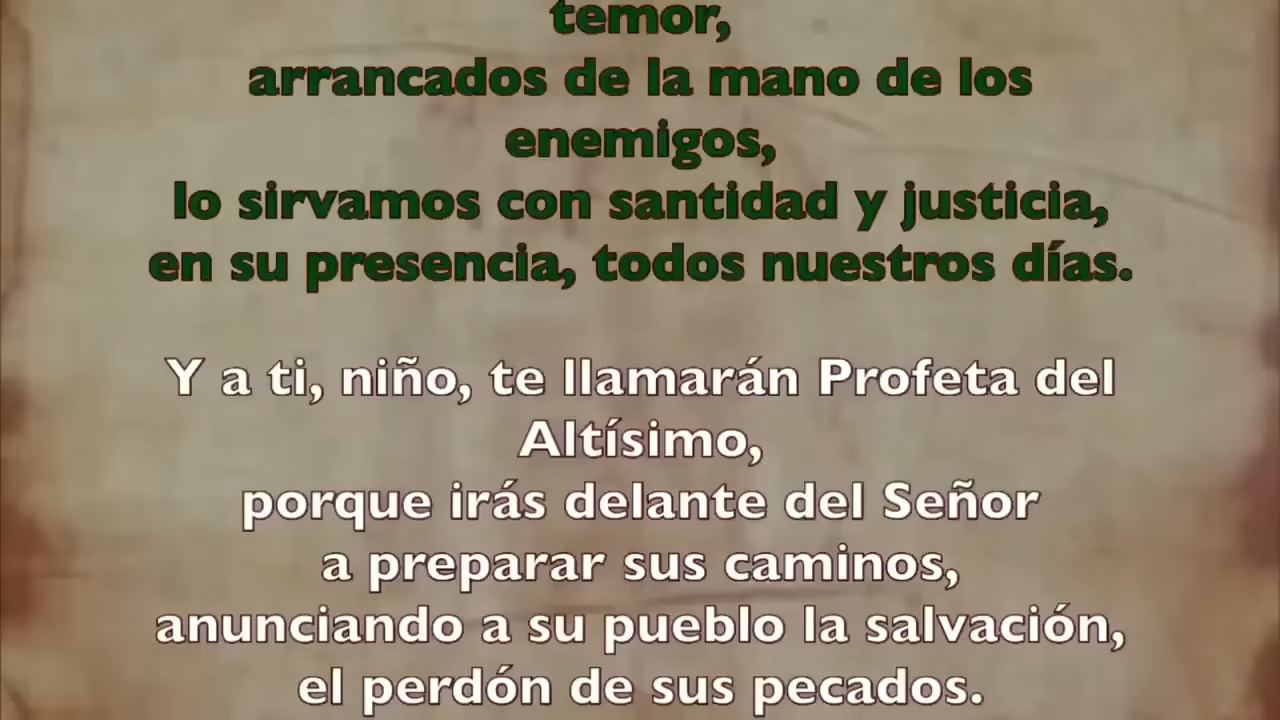 temor,
arrancados de la mano de los
enemigos,
lo sirvamos con santidad y justicia,
en su presencia, todos nuestros días.
Y a ti, niño, te llamarán Profeta del
Altísimo,
porque irás delante del Señor
a preparar sus caminos,
anunciando a su pueblo la salvación,
el perdón de sus pecados.